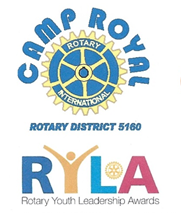 CAMP ROYAL
ROTARY
INTERNATIONAL
ROTARY DISTRICT 5160
RYLA
Rotary Youth Leadership Awards